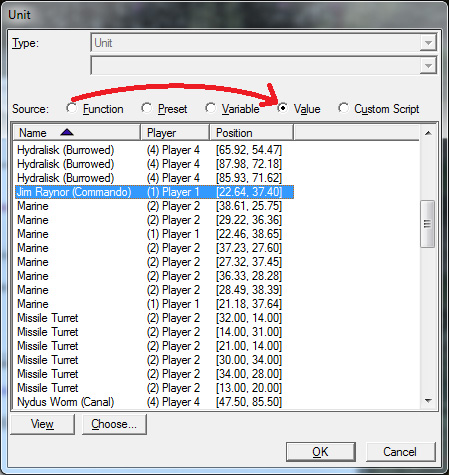 Unit
Type: Unit
Source: Function Preset Variable Value Custom Script
Name Player Position
Hydralisk (Burrowed) (4) Player 4 [65.92, 54.47]
Hydralisk (Burrowed) (4) Player 4 [87.98, 72.18]
Hydralisk (Burrowed) (4) Player 4 [85.93, 71.62]
Jim Raynor (Commando) (1) Player 1 [22.64, 37.40]
Marine (2) Player 2 [38.61, 25.75]
Marine (2) Player 2 [29.22, 36.36]
Marine (1) Player 1 [22.46, 38.65]
Marine (2) Player 2 [37.23, 27.60]
Marine (2) Player 2 [27.32, 37.45]
Marine (2) Player 2 [36.33, 28.28]
Marine (2) Player 2 [28.49, 38.39]
Marine (1) Player 1 [21.18, 37.64]
Missile Turret (2) Player 2 [32.00, 14.00]
Missile Turret (2) Player 2 [14.00, 31.00]
Missile Turret (2) Player 2 [21.00, 14.00]
Missile Turret (2) Player 2 [30.00, 34.00]
Missile Turret (2) Player 2 [34.00, 28.00]
Missile Turret (2) Player 2 [13.00, 20.00]
Nydus Worm (Canal) (4) Player 4 [47.50, 85.50]
View Choose...
OK Cancel